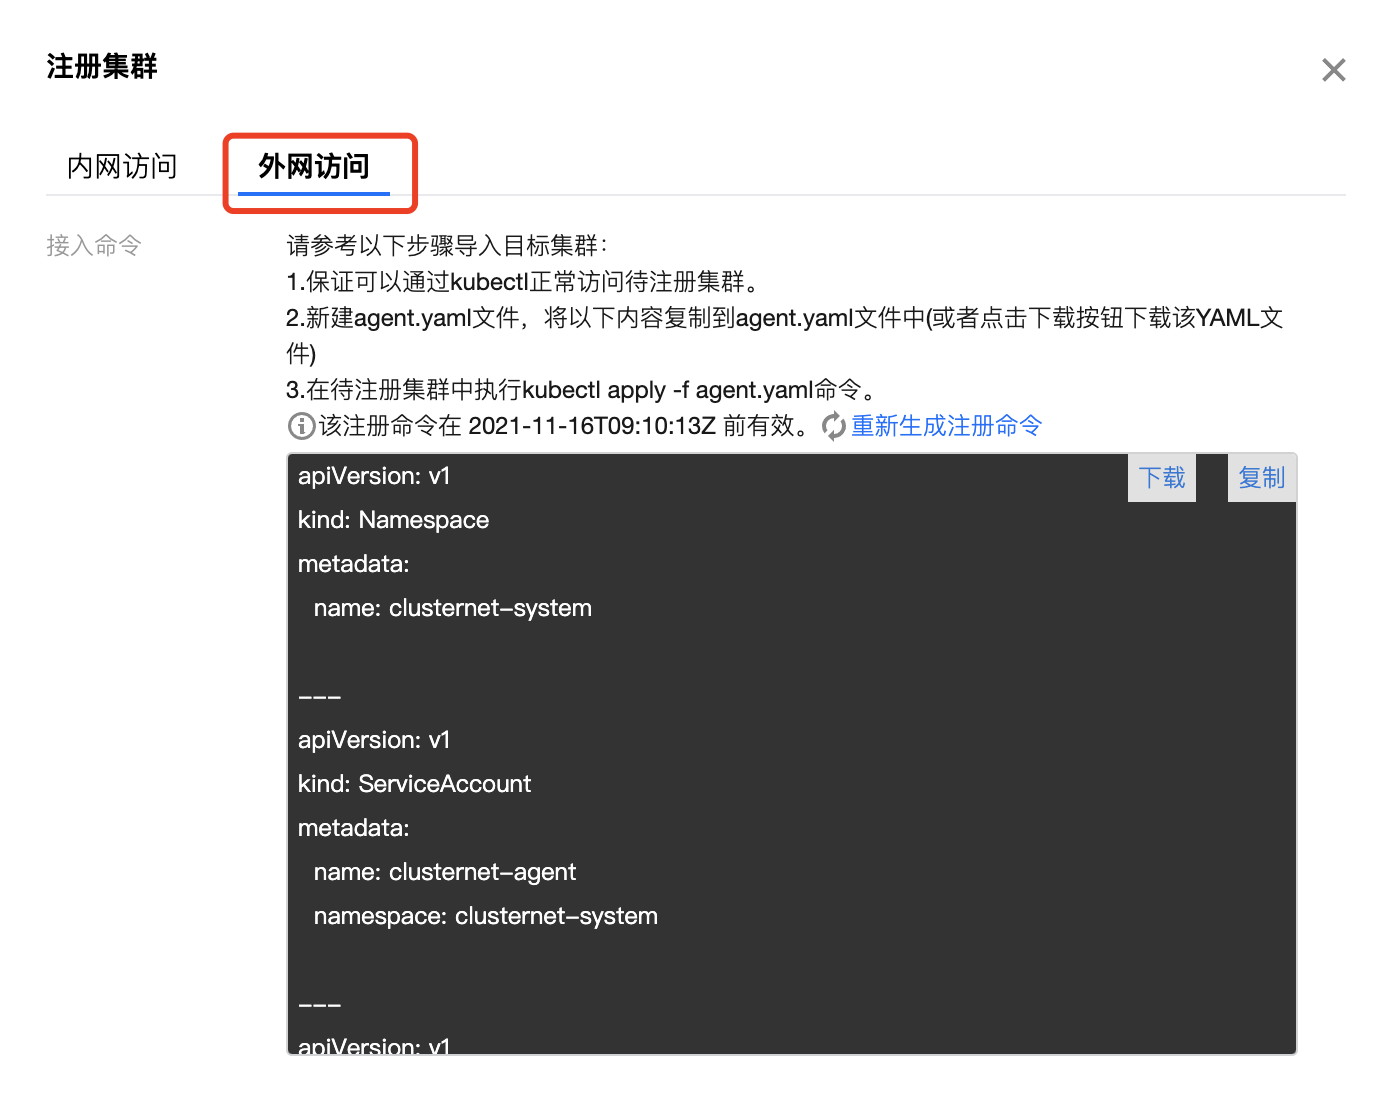 注册集群
内网访问
外网访问
接入命令
请参考以下步骤导入目标集群：
1.保证可以通过kubectl正常访问待注册集群。
2.新建agent.yaml文件，将以下内容复制到agent.yaml文件中(或者点击下载按钮下载该YAML文
件)
3.在待注册集群中执行kubectl apply -f agent.yaml命令。
该注册命令在 2021-11-16T09:10:13Z 前有效。 重新生成注册命令
下载
复制
apiVersion: v1
kind: Namespace
metadata:
  name: clusternet-system
---
apiVersion: v1
kind: ServiceAccount
metadata:
  name: clusternet-agent
  namespace: clusternet-system
---
apiVersion: v1